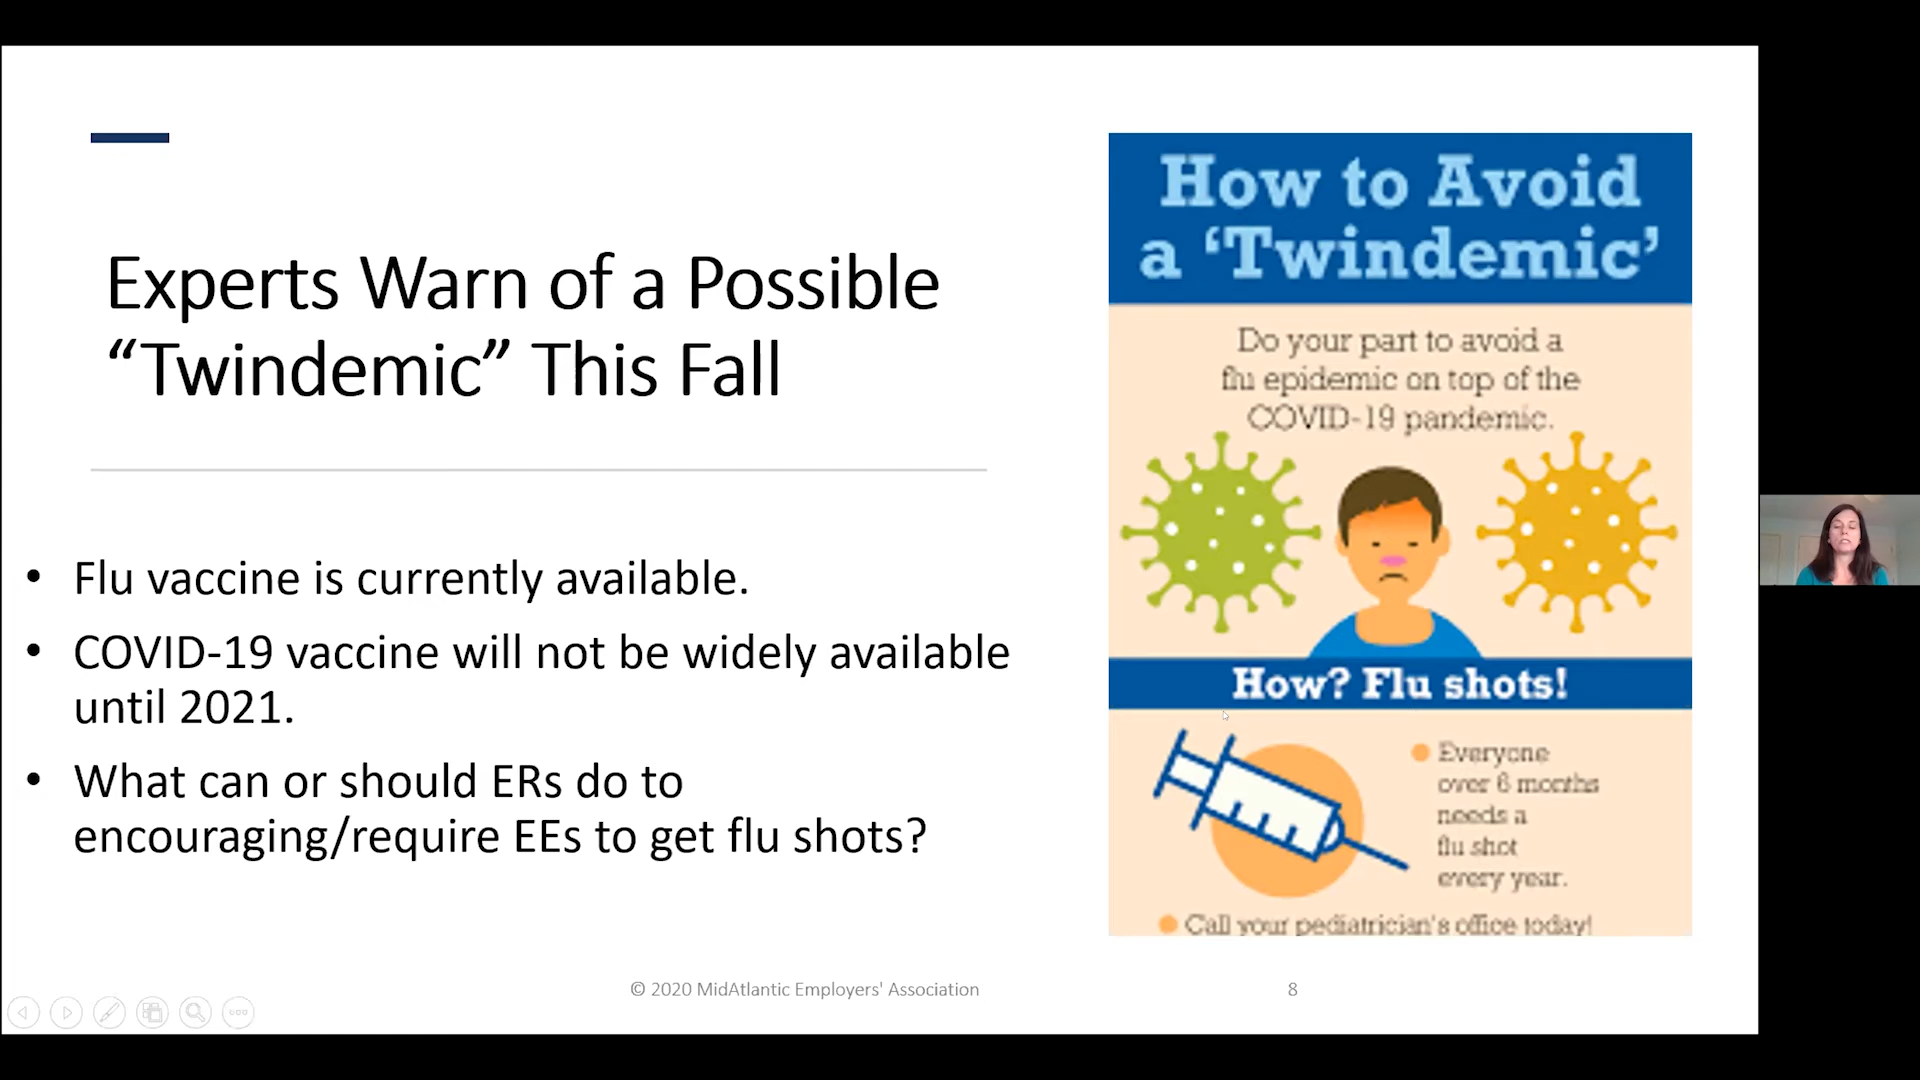 Experts Warn of a Possible
“Twindemic” This Fall
• Flu vaccine is currently available.
• COVID-19 vaccine will not be widely available
until 2021.
• What can or should ERs do to
encouraging/require EEs to get flu shots?
How to Avoid
a ‘Twindemic’
Do your part to avoid a
flu epidemic on top of the
COVID-19 pandemic.
How? Flu shots!
Everyone
over 6 months
needs a
flu shot
every year.
Call your pediatrician's office today!
© 2020 MidAtlantic Employers' Association
8